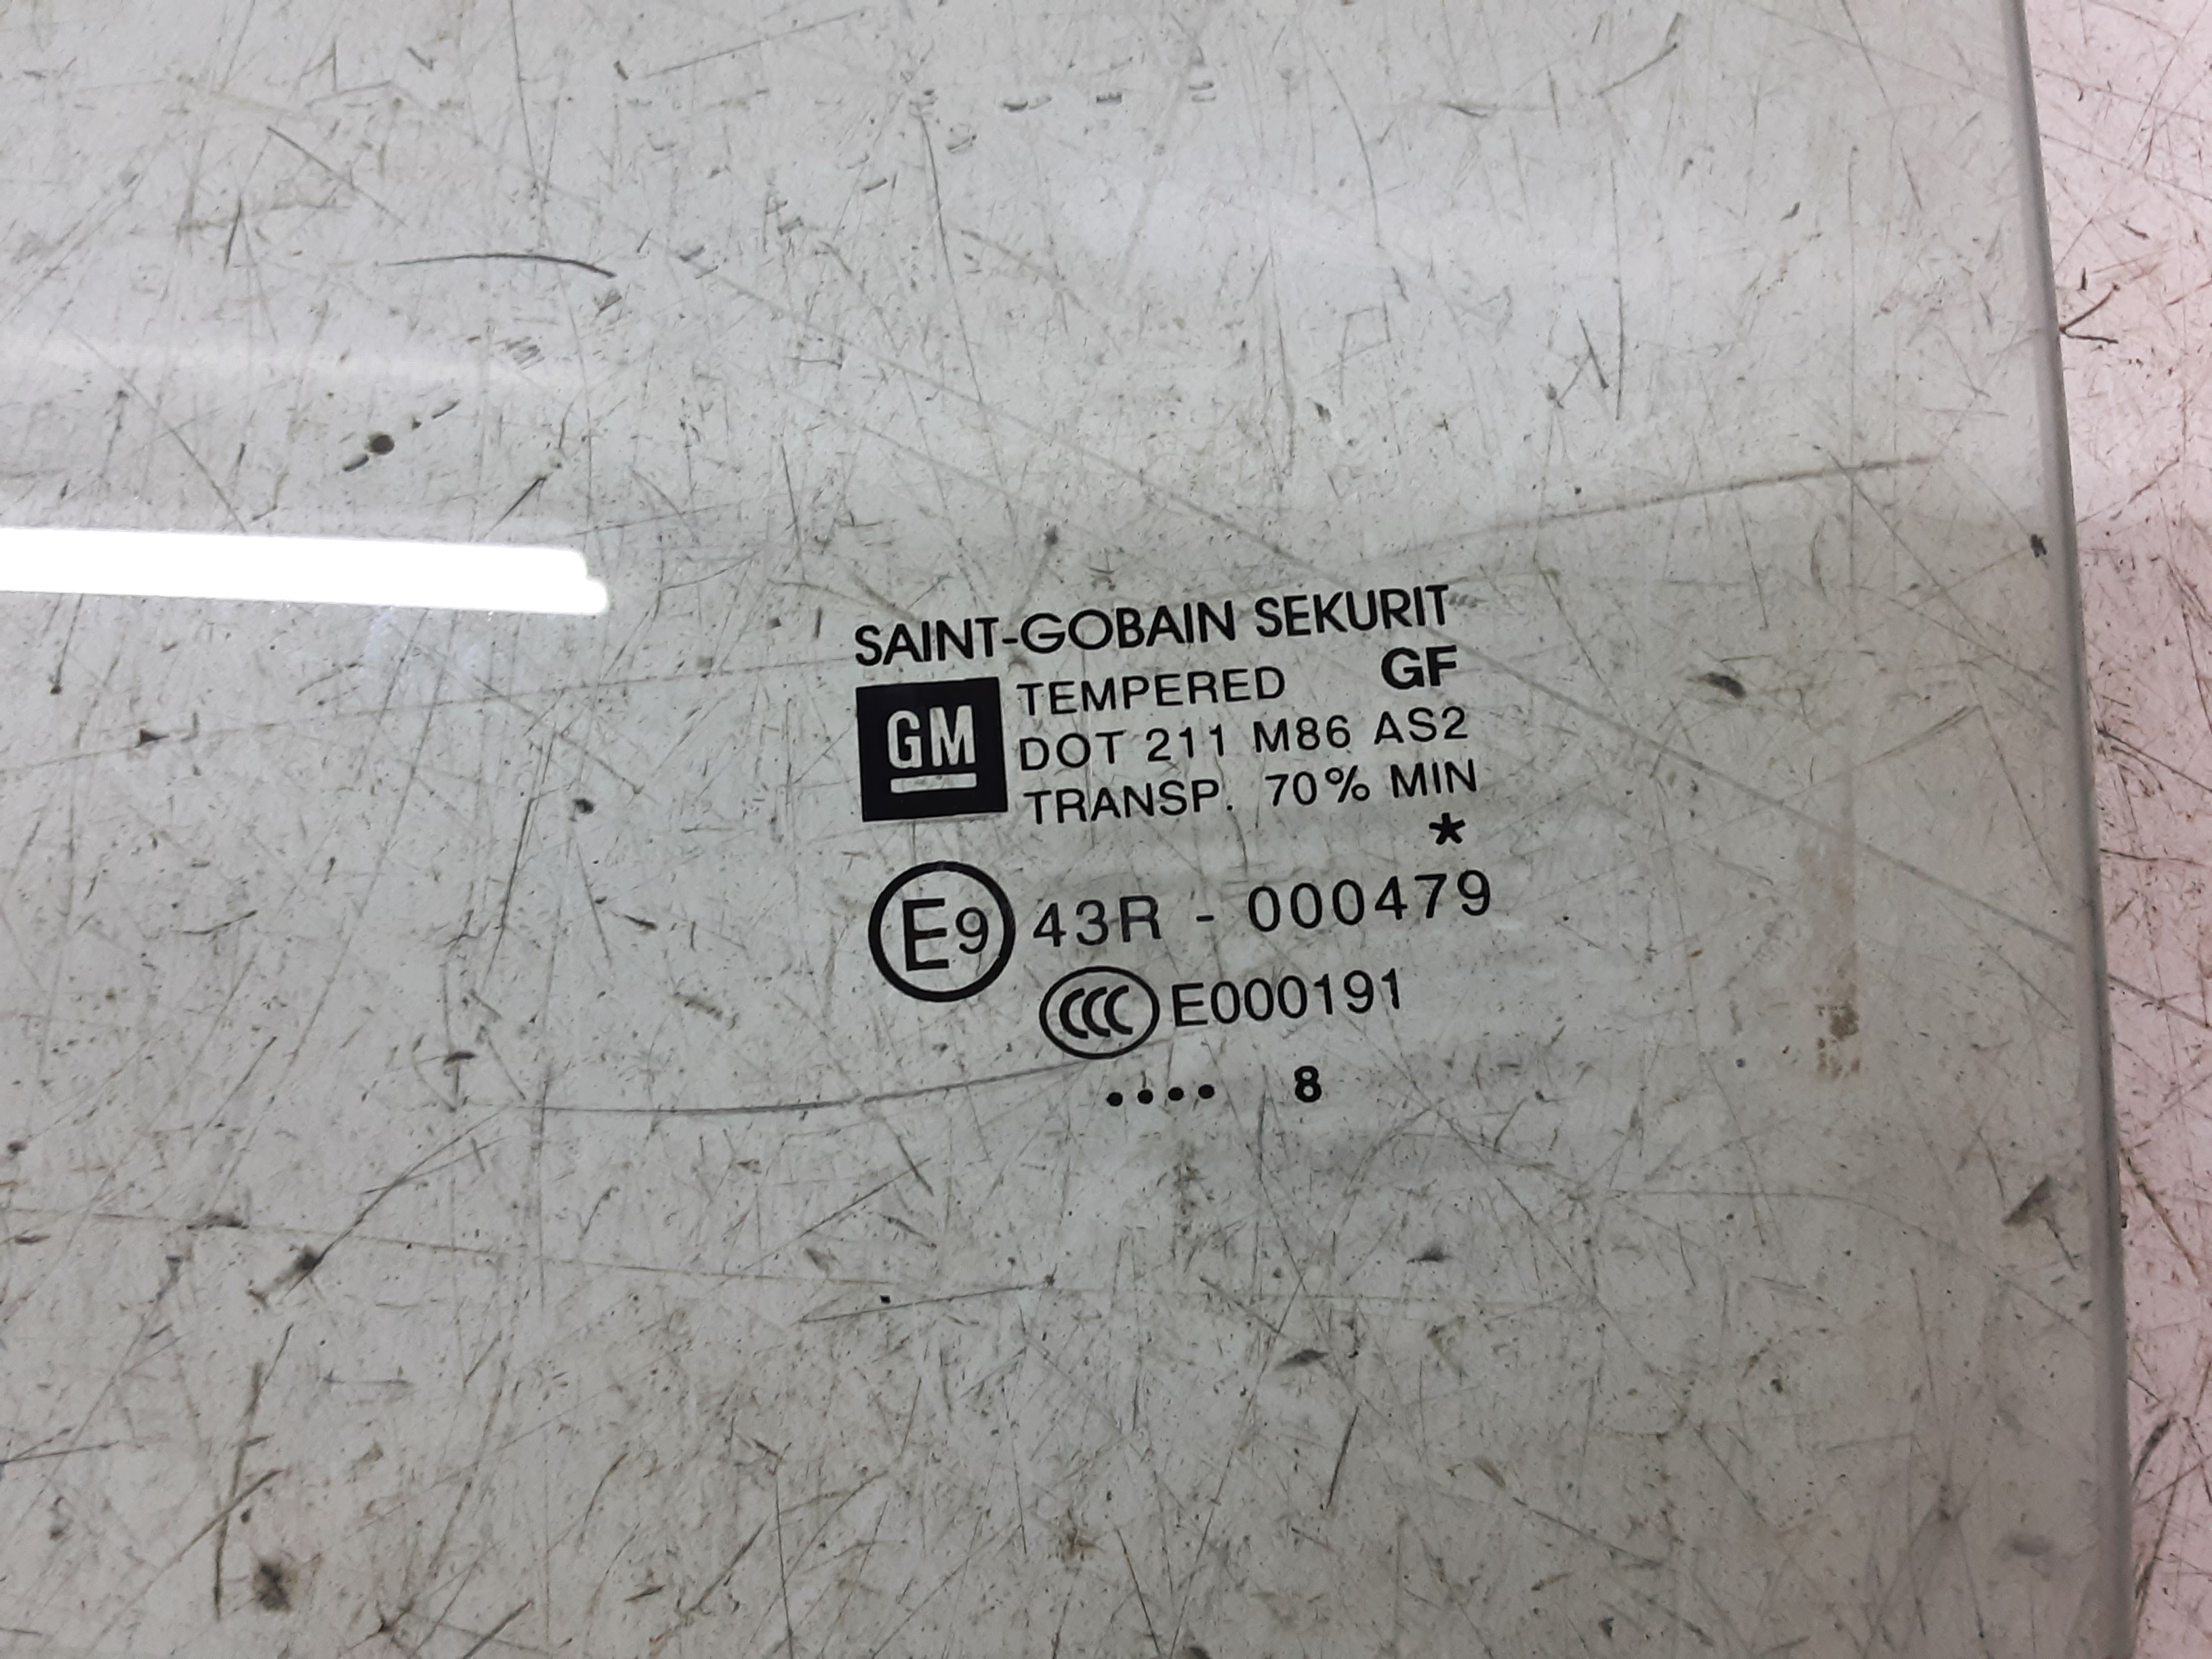 SAINT-GOBAIN SEKURIT
GM TEMPERED GF
DOT 211 M86 AS2
TRANSP. 70% MIN
*
E9 43R - 000479
CCC E000191
•••• 8